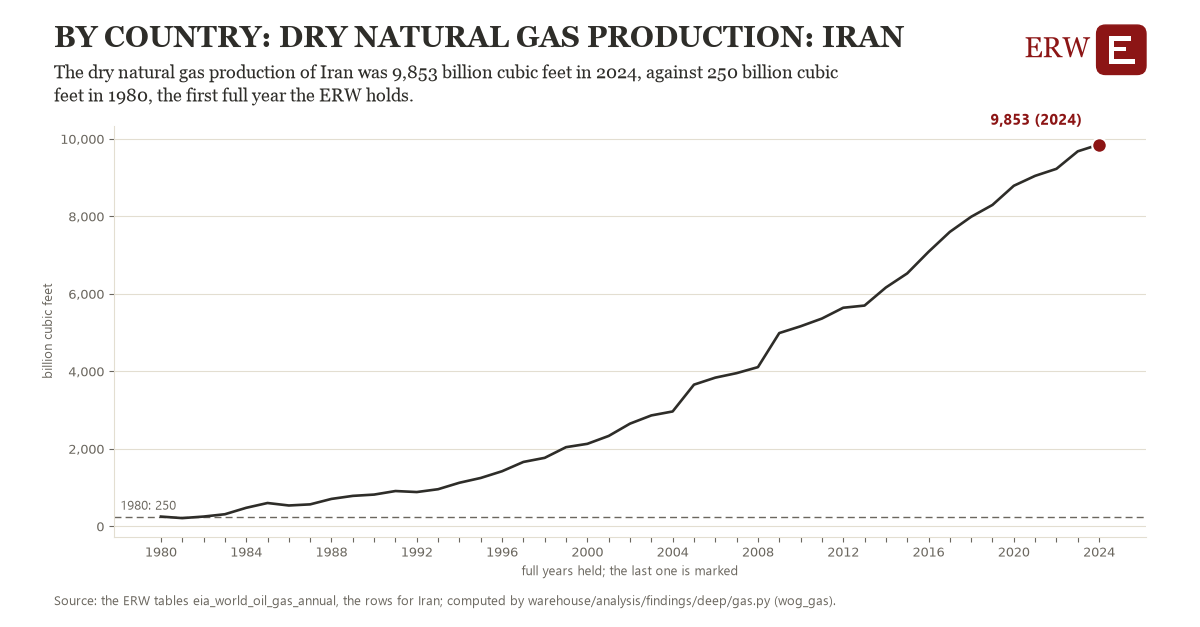 BY COUNTRY: DRY NATURAL GAS PRODUCTION: IRAN
The dry natural gas production of Iran was 9,853 billion cubic feet in 2024, against 250 billion cubic
feet in 1980, the first full year the ERW holds.
ERW E
9,853 (2024)
10,000
8,000
6,000
4,000
2,000
0
billion cubic feet
1980: 250
1980 1984 1988 1992 1996 2000 2004 2008 2012 2016 2020 2024
full years held; the last one is marked
Source: the ERW tables eia_world_oil_gas_annual, the rows for Iran; computed by warehouse/analysis/findings/deep/gas.py (wog_gas).